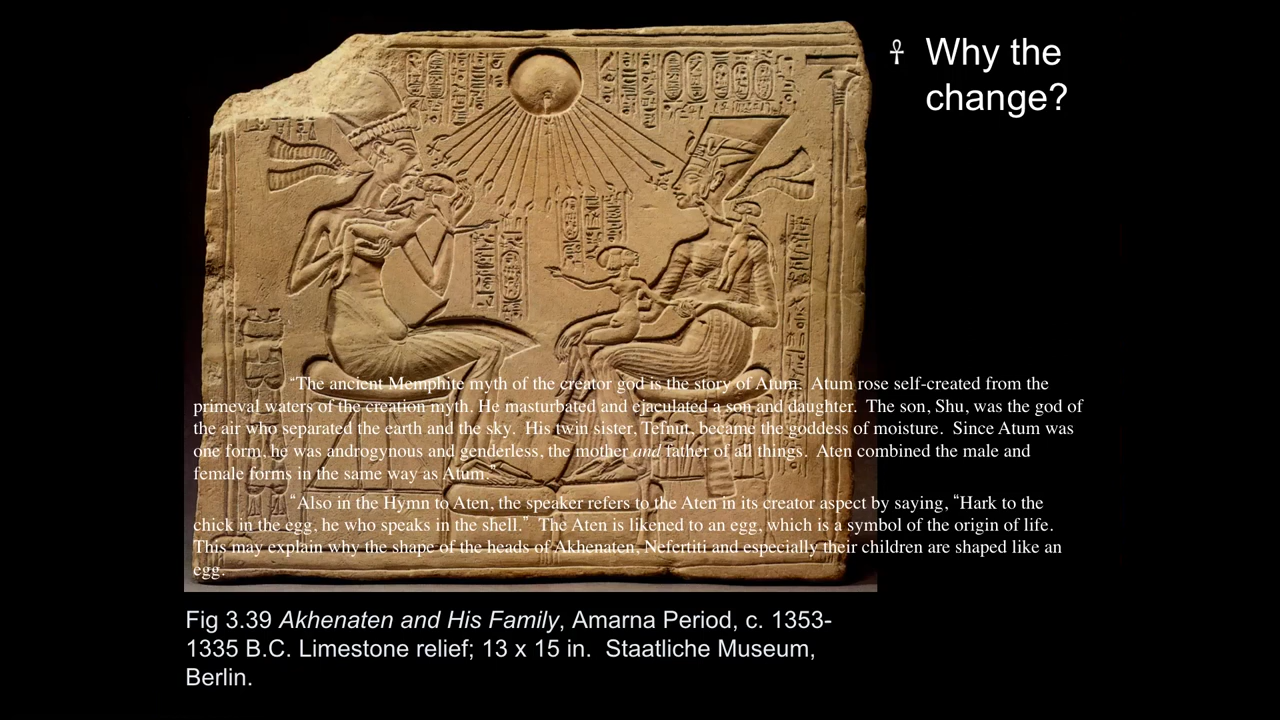 ☥ Why the
change?
“The ancient Memphite myth of the creator god is the story of Atum. Atum rose self-created from the
primeval waters of the creation myth. He masturbated and ejaculated a son and daughter. The son, Shu, was the god of
the air who separated the earth and the sky. His twin sister, Tefnut, became the goddess of moisture. Since Atum was
one form, he was androgynous and genderless, the mother and father of all things. Aten combined the male and
female forms in the same way as Atum.”
“Also in the Hymn to Aten, the speaker refers to the Aten in its creator aspect by saying, “Hark to the
chick in the egg, he who speaks in the shell.” The Aten is likened to an egg, which is a symbol of the origin of life.
This may explain why the shape of the heads of Akhenaten, Nefertiti and especially their children are shaped like an
egg.
Fig 3.39 Akhenaten and His Family, Amarna Period, c. 1353-
1335 B.C. Limestone relief; 13 x 15 in. Staatliche Museum,
Berlin.